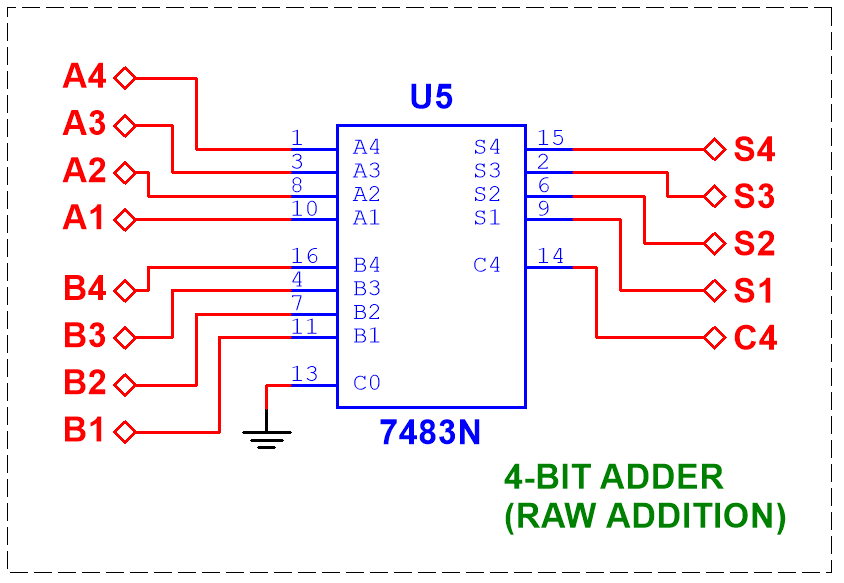 U5
A4
A3
A2
A1
B4
B3
B2
B1
1 A4
3 A3
8 A2
10 A1
16 B4
4 B3
7 B2
11 B1
13 C0
S4 15
S3 2
S2 6
S1 9
C4 14
S4
S3
S2
S1
C4
7483N
4-BIT ADDER
(RAW ADDITION)